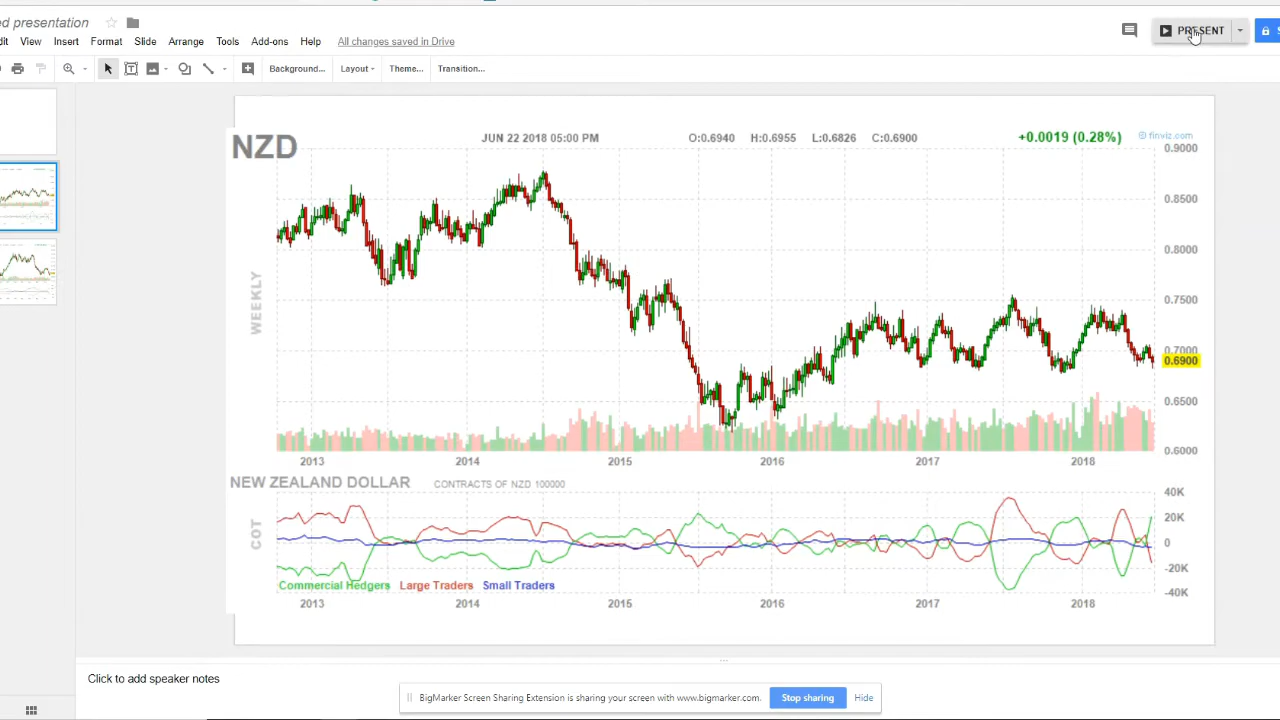 ed presentation
dit View Insert Format Slide Arrange Tools Add-ons Help All changes saved in Drive
PRESENT
Background... Layout Theme... Transition...
NZD JUN 22 2018 05:00 PM O:0.6940 H:0.6955 L:0.6826 C:0.6900 +0.0019 (0.28%) © finviz.com
0.9000
0.8500
0.8000
0.7500
0.7000
0.6900
0.6500
0.6000
WEEKLY
2013 2014 2015 2016 2017 2018
NEW ZEALAND DOLLAR CONTRACTS OF NZD 100000
40K
20K
0
-20K
-40K
COT
Commercial Hedgers Large Traders Small Traders
2013 2014 2015 2016 2017 2018
Click to add speaker notes
BigMarker Screen Sharing Extension is sharing your screen with www.bigmarker.com. Stop sharing Hide